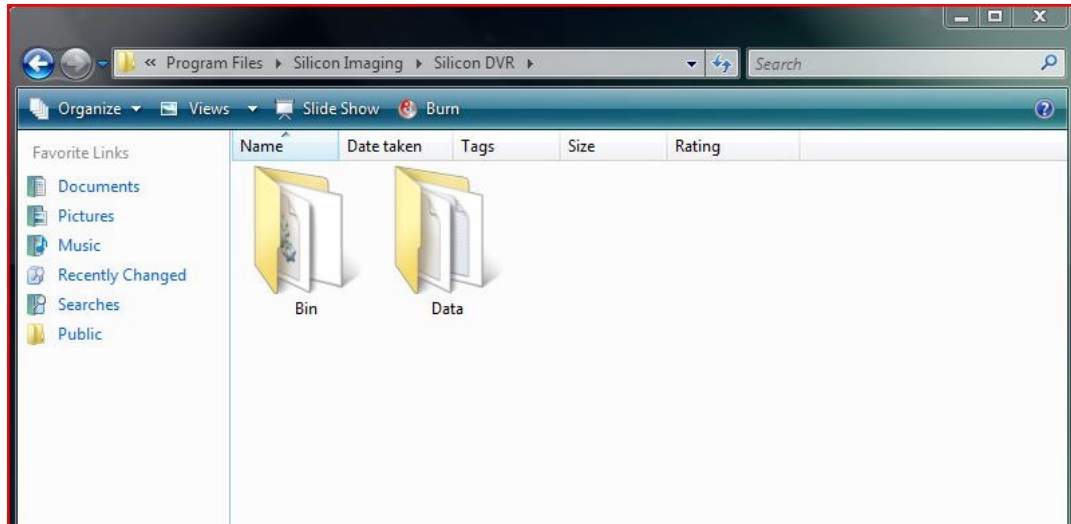 « Program Files ▸ Silicon Imaging ▸ Silicon DVR ▸ Search
Organize Views Slide Show Burn
Favorite Links
Documents
Pictures
Music
Recently Changed
Searches
Public
Name Date taken Tags Size Rating
Bin Data